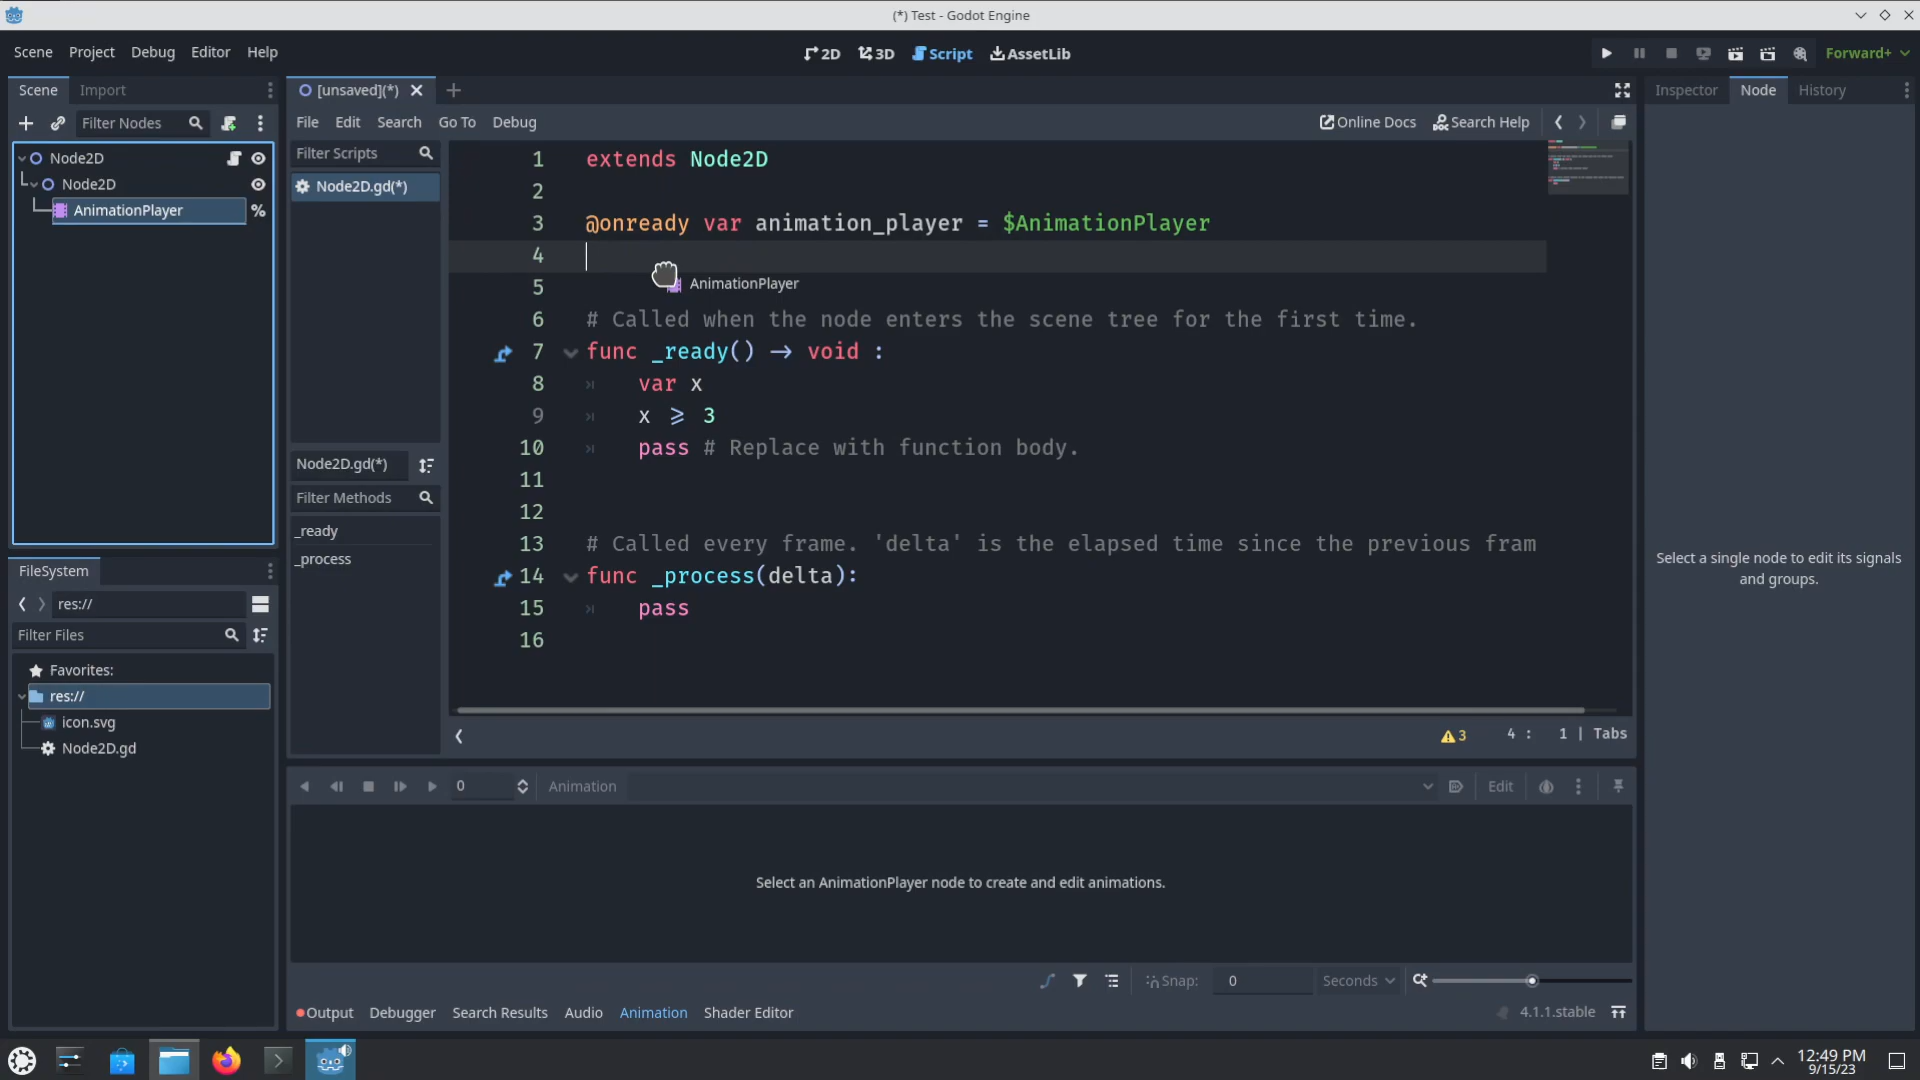 (*) Test - Godot Engine
Scene Project Debug Editor Help
2D 3D Script AssetLib
Forward+
Scene Import
[unsaved](*)
Inspector Node History
Filter Nodes
File Edit Search Go To Debug
Online Docs Search Help
Node2D
Node2D
AnimationPlayer %
Filter Scripts
Node2D.gd(*)
1 extends Node2D
2
3 @onready var animation_player = $AnimationPlayer
4
AnimationPlayer
5
6 # Called when the node enters the scene tree for the first time.
7 func _ready() -> void :
8 var x
9 x >= 3
10 pass # Replace with function body.
11
12
13 # Called every frame. 'delta' is the elapsed time since the previous fram
14 func _process(delta):
15 pass
16
Node2D.gd(*)
Filter Methods
_ready
_process
Select a single node to edit its signals
and groups.
FileSystem
res://
Filter Files
Favorites:
res://
icon.svg
Node2D.gd
3 4 : 1 | Tabs
0 Animation Edit
Select an AnimationPlayer node to create and edit animations.
Snap: 0 Seconds
Output Debugger Search Results Audio Animation Shader Editor
4.1.1.stable
12:49 PM
9/15/23